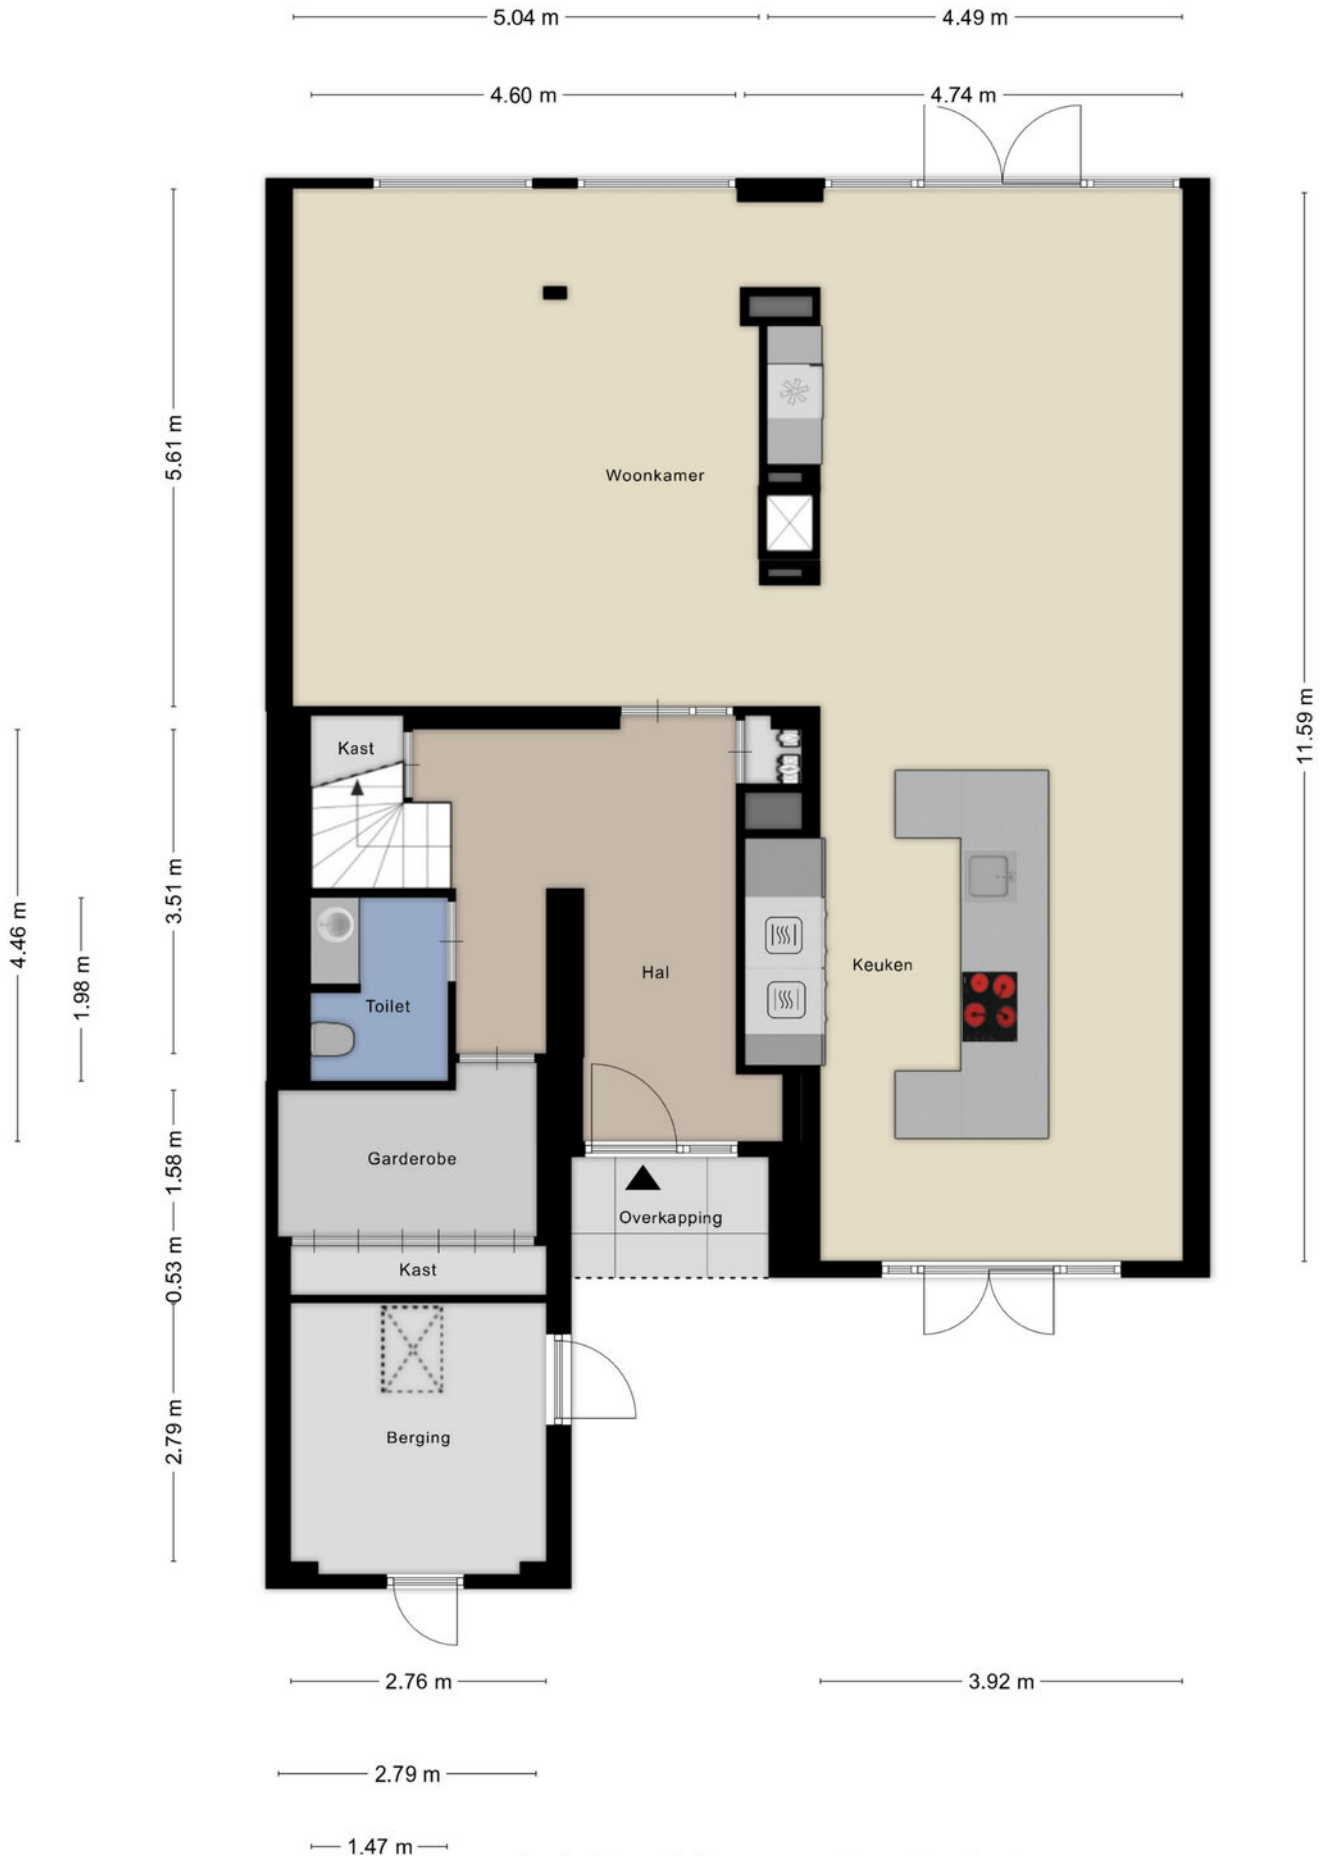 5.04 m
4.49 m
4.60 m
4.74 m
5.61 m
Woonkamer
11.59 m
Kast
3.51 m
4.46 m
1.98 m
Keuken
Hal
Toilet
Garderobe
1.58 m
Overkapping
0.53 m
Kast
2.79 m
Berging
2.76 m
3.92 m
2.79 m
1.47 m